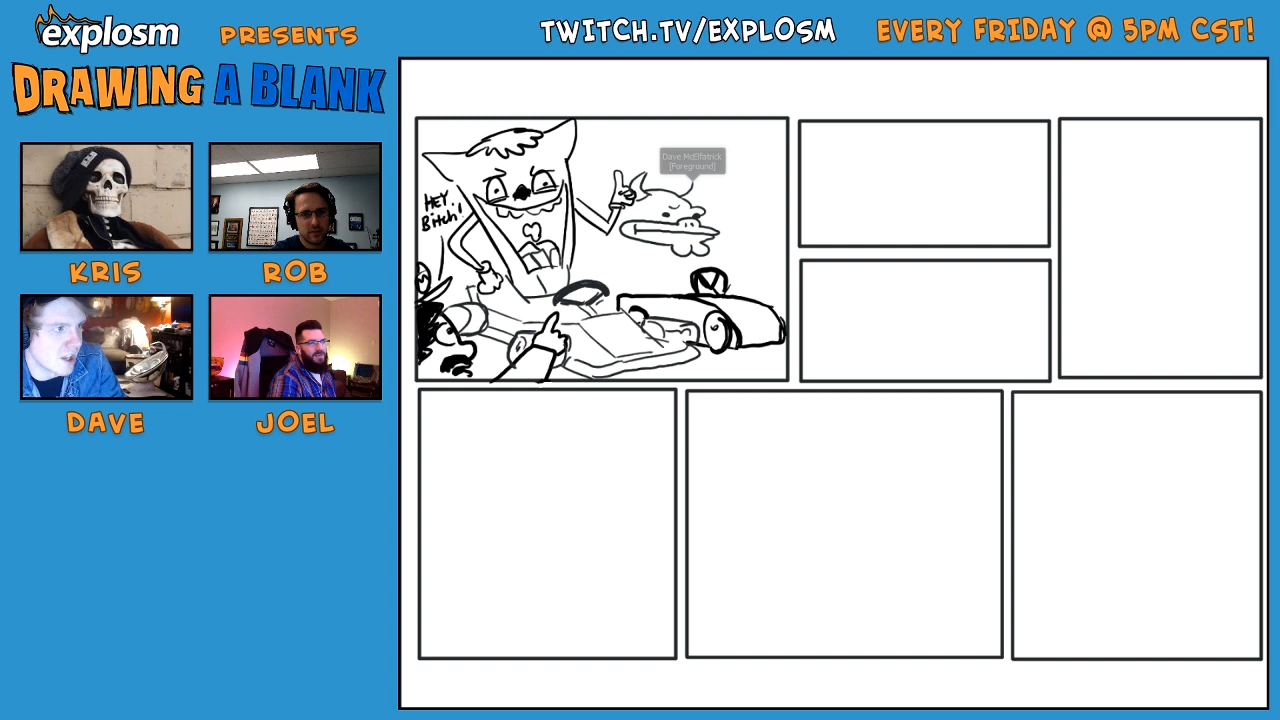 explosm PRESENTS
DRAWING A BLANK
TWITCH.TV/EXPLOSM EVERY FRIDAY @ 5PM CST!
KRIS
ROB
DAVE
JOEL
HEY
Bitch!
Dave McElfatrick
[Foreground]
M